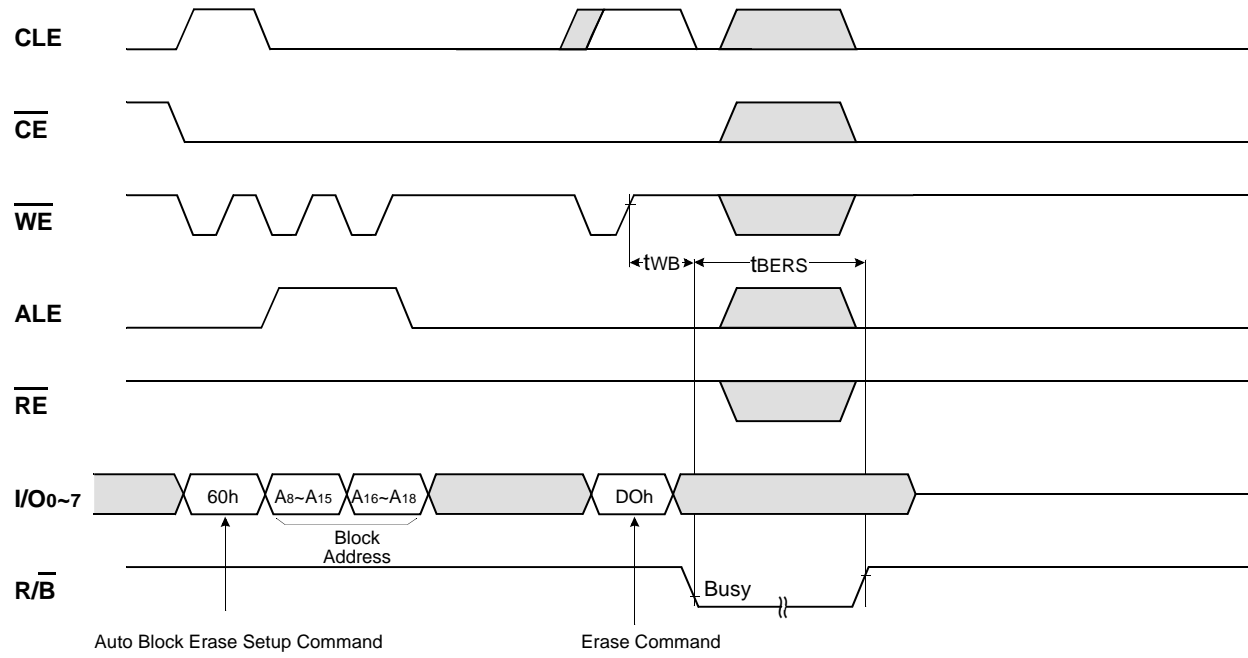 CLE
CE
WE
tWB
tBERS
ALE
RE
I/O0~7
60h
A8~A15
A16~A18
DOh
Block
Address
R/B
Busy
Auto Block Erase Setup Command
Erase Command